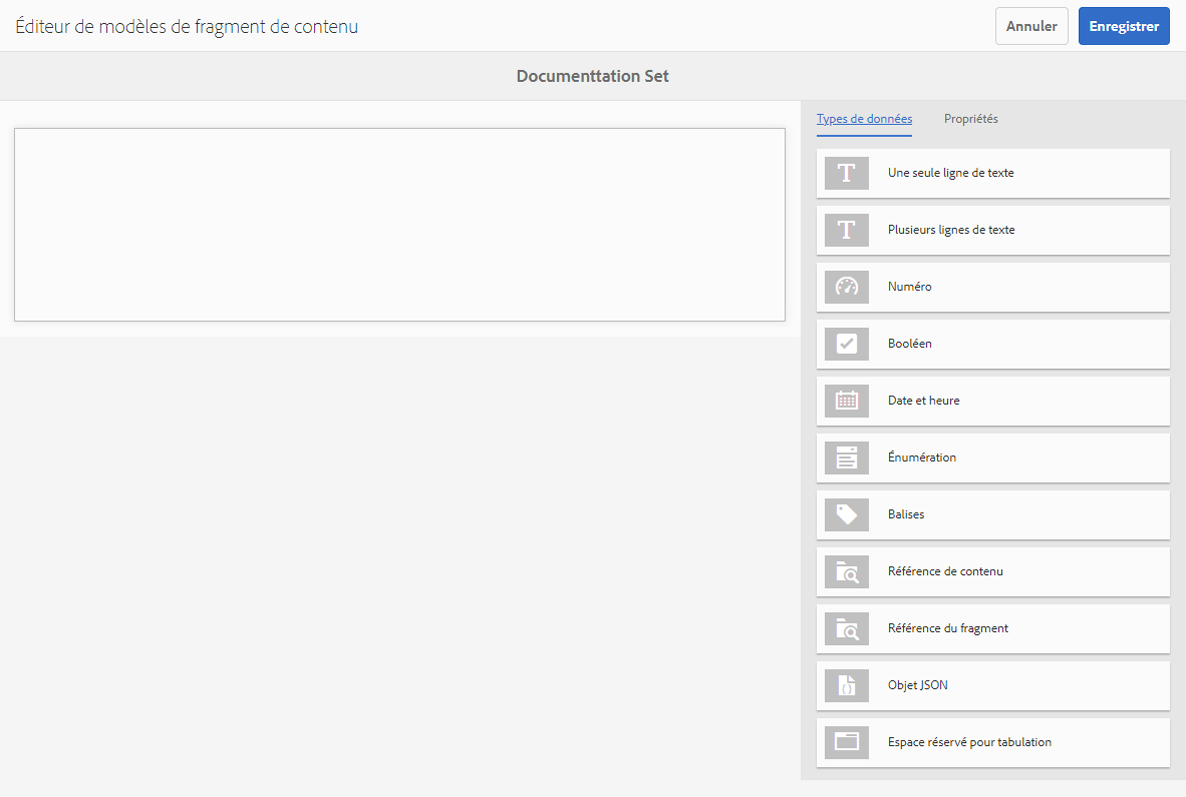 Éditeur de modèles de fragment de contenu
Annuler
Enregistrer
Documenttation Set
Types de données
Propriétés
Une seule ligne de texte
Plusieurs lignes de texte
Numéro
Booléen
Date et heure
Énumération
Balises
Référence de contenu
Référence du fragment
Objet JSON
Espace réservé pour tabulation